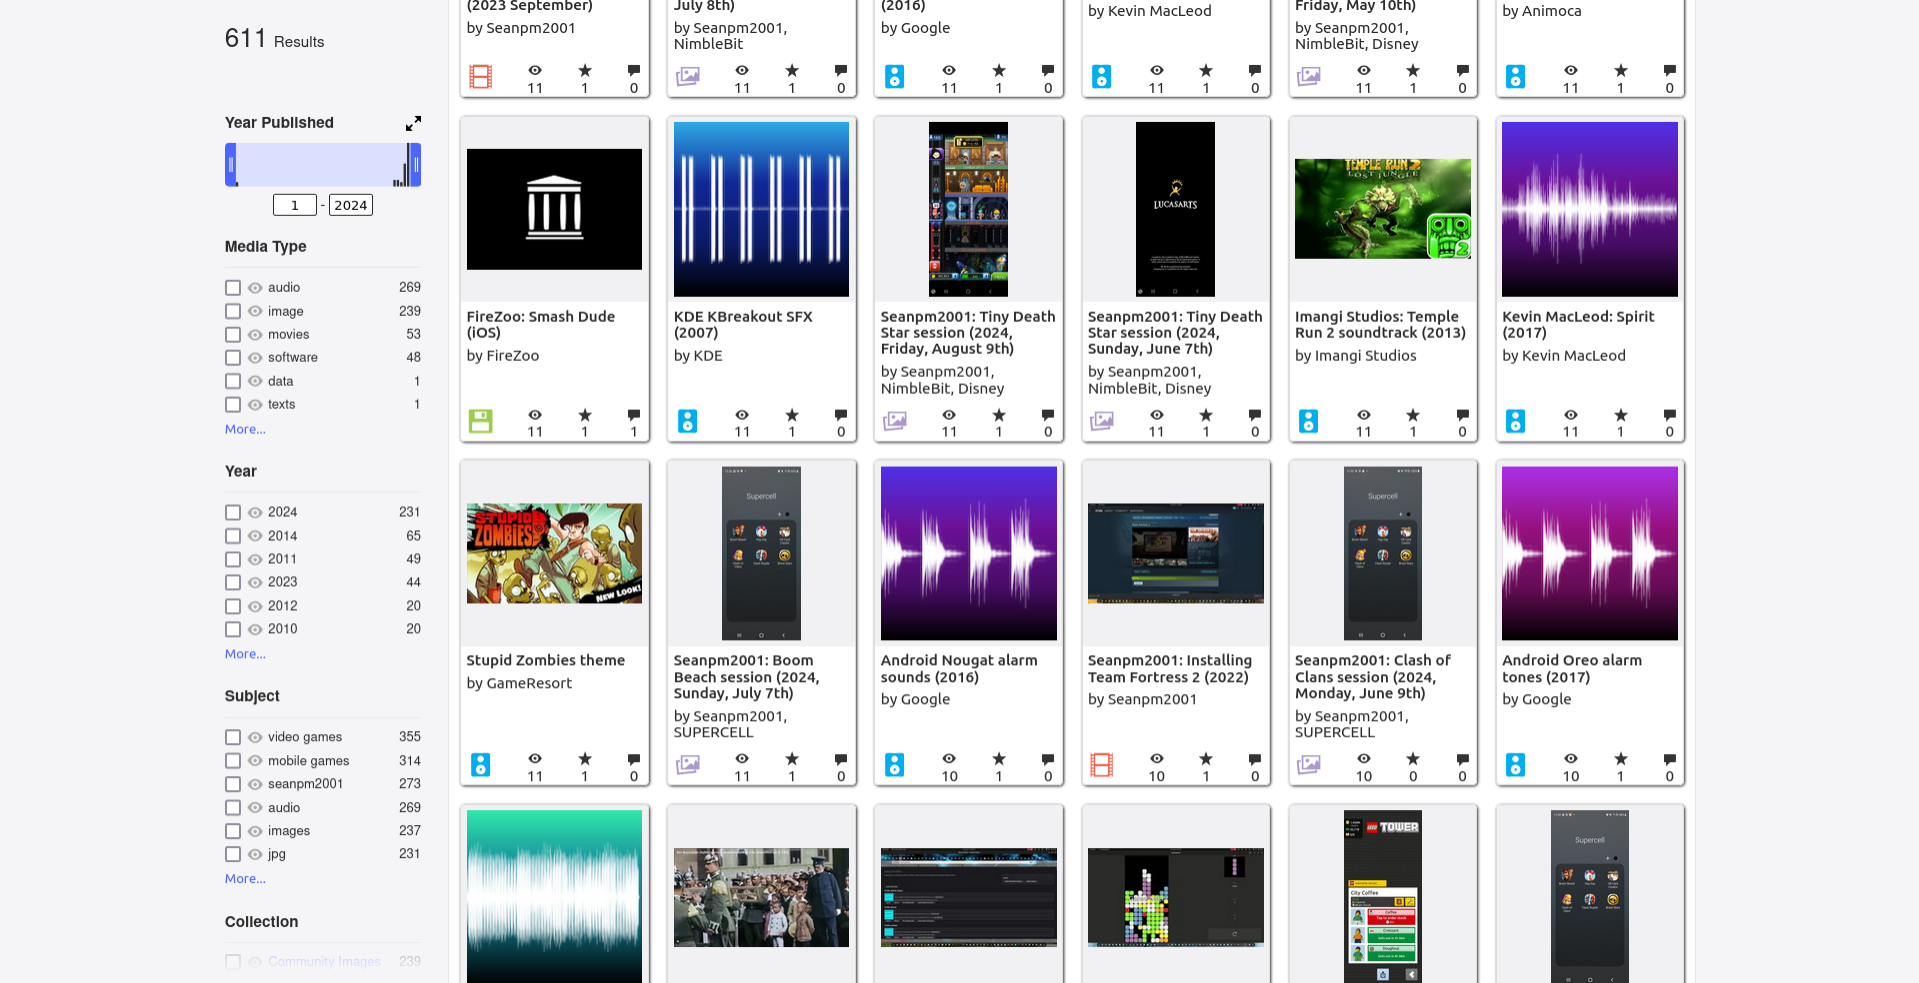 611 Results
Year Published
1 - 2024
Media Type
audio 269
image 239
movies 53
software 48
data 1
texts 1
More...
Year
2024 231
2014 65
2011 49
2023 44
2012 20
2010 20
More...
Subject
video games 355
mobile games 314
seanpm2001 273
audio 269
images 237
jpg 231
More...
Collection
Community Images 239
(2023 September)
by Seanpm2001
11 1 0
July 8th)
by Seanpm2001,
NimbleBit
11 1 0
(2016)
by Google
11 1 0
by Kevin MacLeod
11 1 0
Friday, May 10th)
by Seanpm2001,
NimbleBit, Disney
11 1 0
by Animoca
11 1 0
FireZoo: Smash Dude
(iOS)
by FireZoo
11 1 1
KDE KBreakout SFX
(2007)
by KDE
11 1 0
Seanpm2001: Tiny Death
Star session (2024,
Friday, August 9th)
by Seanpm2001,
NimbleBit, Disney
11 1 0
LUCASARTS
Seanpm2001: Tiny Death
Star session (2024,
Sunday, June 7th)
by Seanpm2001,
NimbleBit, Disney
11 1 0
TEMPLE RUN 2
LOST JUNGLE
2
Imangi Studios: Temple
Run 2 soundtrack (2013)
by Imangi Studios
11 1 0
Kevin MacLeod: Spirit
(2017)
by Kevin MacLeod
11 1 0
STUPID
ZOMBIES
NEW LOOK!
Stupid Zombies theme
by GameResort
11 1 0
Supercell
Seanpm2001: Boom
Beach session (2024,
Sunday, July 7th)
by Seanpm2001,
SUPERCELL
11 1 0
Android Nougat alarm
sounds (2016)
by Google
10 1 0
Seanpm2001: Installing
Team Fortress 2 (2022)
by Seanpm2001
10 1 0
Supercell
Seanpm2001: Clash of
Clans session (2024,
Monday, June 9th)
by Seanpm2001,
SUPERCELL
10 0 0
Android Oreo alarm
tones (2017)
by Google
10 1 0
LEGO TOWER
City Coffee
Coffee
Croissant
Doughnut
Supercell